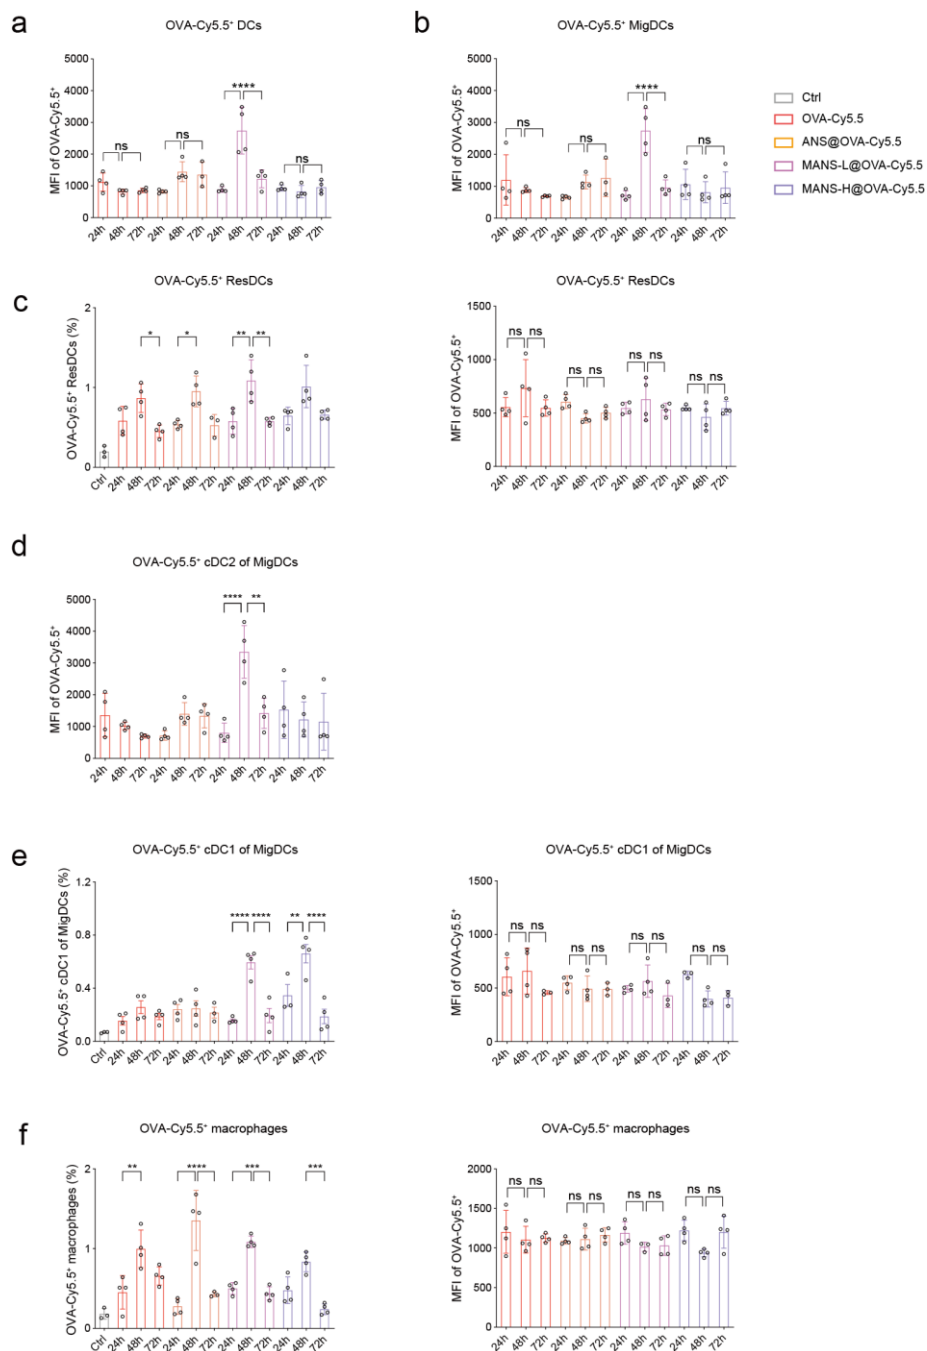 a
OVA-Cy5.5⁺ DCs
MFI of OVA-Cy5.5⁺
5000
4000
3000
2000
1000
0
ns
ns
****
****
ns
24h 48h 72h 24h 48h 72h 24h 48h 72h 24h 48h 72h
b
OVA-Cy5.5⁺ MigDCs
MFI of OVA-Cy5.5⁺
5000
4000
3000
2000
1000
0
ns
ns
****
****
ns ns
24h 48h 72h 24h 48h 72h 24h 48h 72h 24h 48h 72h
Ctrl
OVA-Cy5.5
ANS@OVA-Cy5.5
MANS-L@OVA-Cy5.5
MANS-H@OVA-Cy5.5
c
OVA-Cy5.5⁺ ResDCs
OVA-Cy5.5⁺ ResDCs (%)
2
1
0
* * ** **
Ctrl 24h 48h 72h 24h 48h 72h 24h 48h 72h 24h 48h 72h
OVA-Cy5.5⁺ ResDCs
MFI of OVA-Cy5.5⁺
1500
1000
500
0
ns ns ns ns ns ns ns ns
24h 48h 72h 24h 48h 72h 24h 48h 72h 24h 48h 72h
d
OVA-Cy5.5⁺ cDC2 of MigDCs
MFI of OVA-Cy5.5⁺
5000
4000
3000
2000
1000
0
**** **
24h 48h 72h 24h 48h 72h 24h 48h 72h 24h 48h 72h
e
OVA-Cy5.5⁺ cDC1 of MigDCs
OVA-Cy5.5⁺ cDC1 of MigDCs (%)
1.2
0.8
0.4
0.0
**** **** ** ****
Ctrl 24h 48h 72h 24h 48h 72h 24h 48h 72h 24h 48h 72h
OVA-Cy5.5⁺ cDC1 of MigDCs
MFI of OVA-Cy5.5⁺
1500
1000
500
0
ns ns ns ns ns ns ns ns
24h 48h 72h 24h 48h 72h 24h 48h 72h 24h 48h 72h
f
OVA-Cy5.5⁺ macrophages
OVA-Cy5.5⁺ macrophages (%)
2
1
0
** **** *** ***
Ctrl 24h 48h 72h 24h 48h 72h 24h 48h 72h 24h 48h 72h
OVA-Cy5.5⁺ macrophages
MFI of OVA-Cy5.5⁺
2000
1500
1000
500
0
ns ns ns ns ns ns ns ns
24h 48h 72h 24h 48h 72h 24h 48h 72h 24h 48h 72h